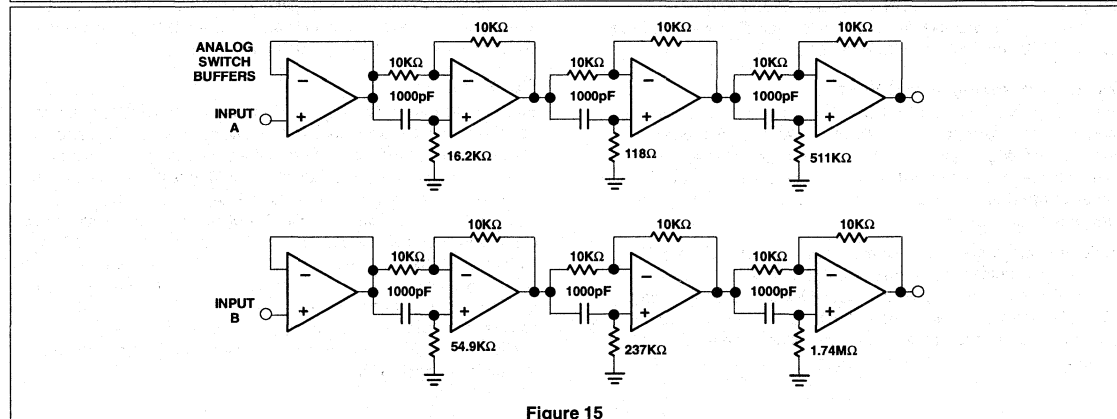 10KΩ 10KΩ 10KΩ
ANALOG
SWITCH
BUFFERS
10KΩ 10KΩ 10KΩ
− − − −
1000pF 1000pF 1000pF
INPUT
A
+ + + +
16.2KΩ 118Ω 511KΩ
10KΩ 10KΩ 10KΩ
10KΩ 10KΩ 10KΩ
− − − −
1000pF 1000pF 1000pF
INPUT
B
+ + + +
54.9KΩ 237KΩ 1.74MΩ
Figure 15